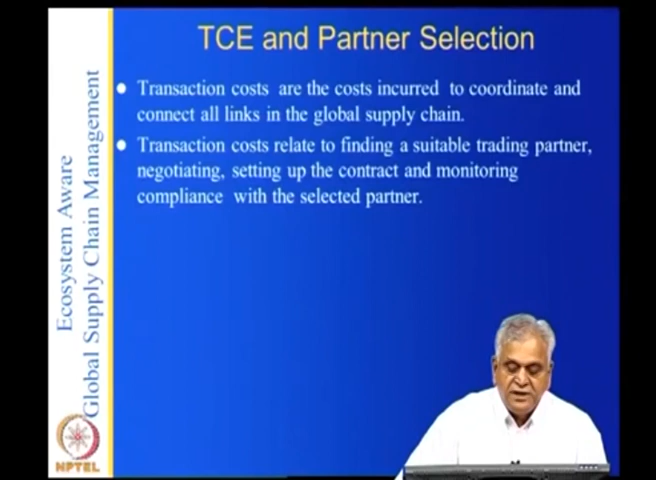 TCE and Partner Selection
Transaction costs are the costs incurred to coordinate and
connect all links in the global supply chain.
Transaction costs relate to finding a suitable trading partner,
negotiating, setting up the contract and monitoring
compliance with the selected partner.
Ecosystem Aware
Global Supply Chain Management
NPTEL